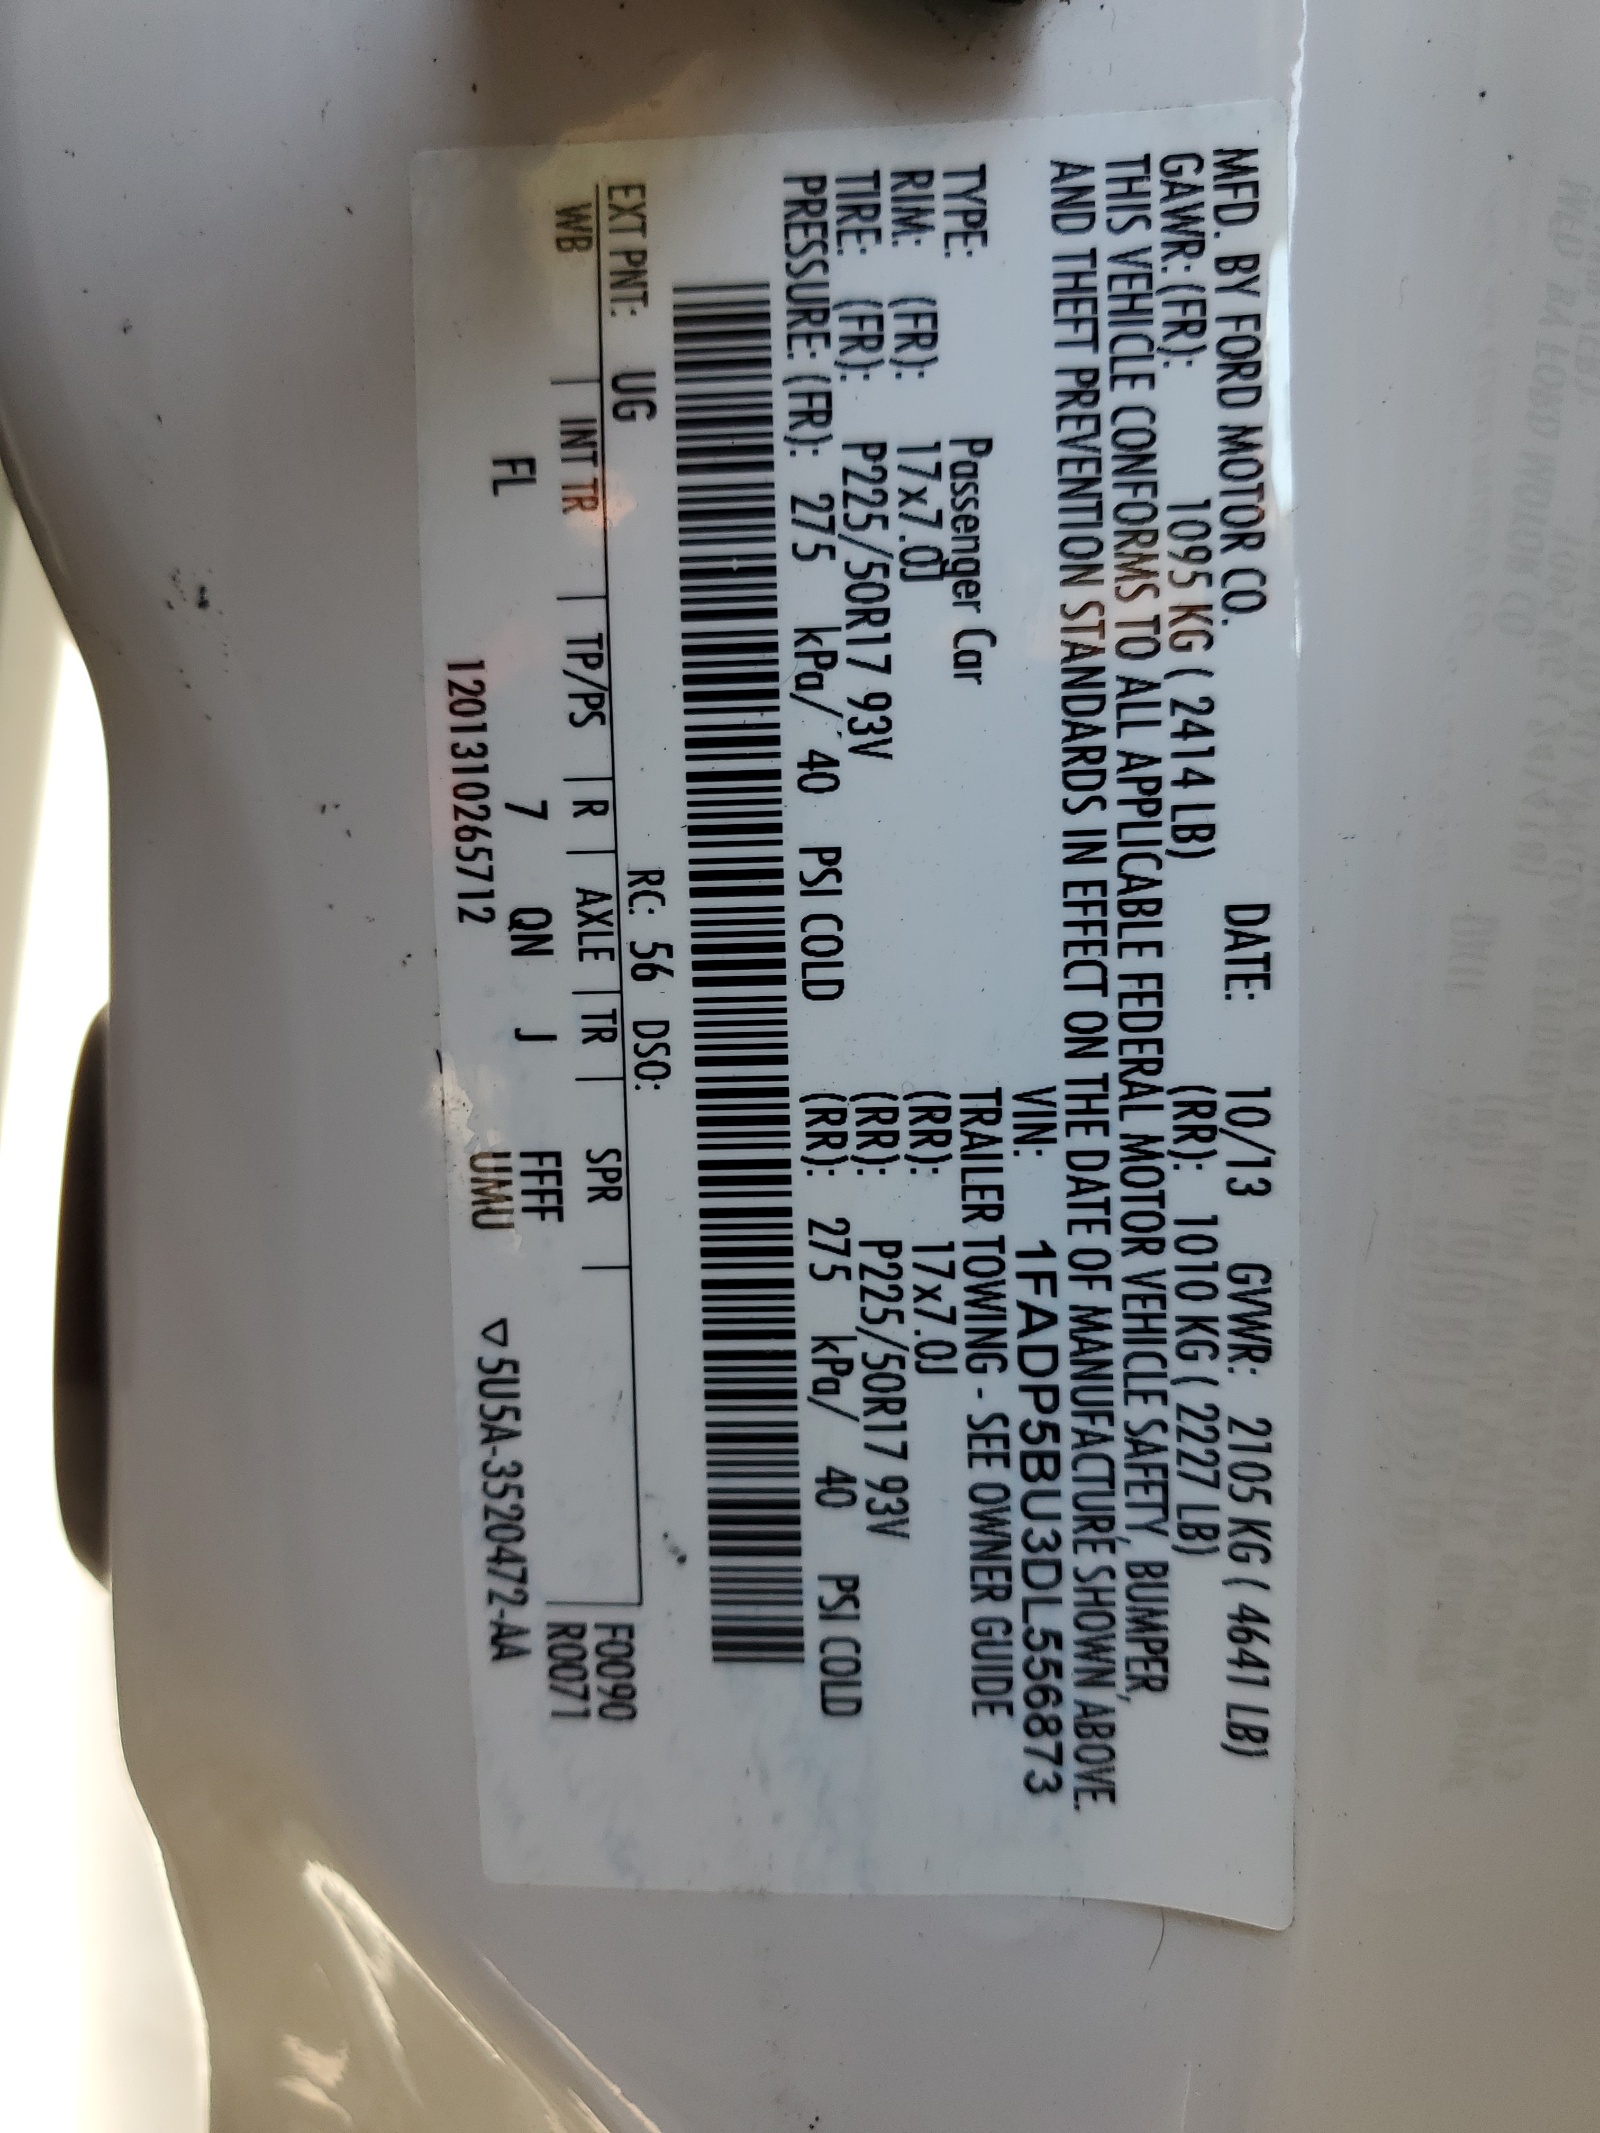 MFD. BY FORD MOTOR CO. DATE: 10/13 GVWR: 2105 KG ( 4641 LB)
GAWR: (FR): 1095 KG ( 2414 LB) (RR): 1010 KG ( 2227 LB)
THIS VEHICLE CONFORMS TO ALL APPLICABLE FEDERAL MOTOR VEHICLE SAFETY, BUMPER,
AND THEFT PREVENTION STANDARDS IN EFFECT ON THE DATE OF MANUFACTURE SHOWN ABOVE.
VIN: 1FADP5BU3DL556873
TYPE: Passenger Car TRAILER TOWING - SEE OWNER GUIDE
RIM: (FR): 17x7.0J (RR): 17x7.0J
TIRE: (FR): P225/50R17 93V (RR): P225/50R17 93V
PRESSURE: (FR): 275 kPa/ 40 PSI COLD (RR): 275 kPa/ 40 PSI COLD
EXT PNT: UG RC: 56 DSO:
WB | INT TR | TP/PS | R | AXLE | TR | SPR | F0090
R0071
FL 7 QN J FFFF
UMU
1201310265712 ▽5U5A-3520472-AA